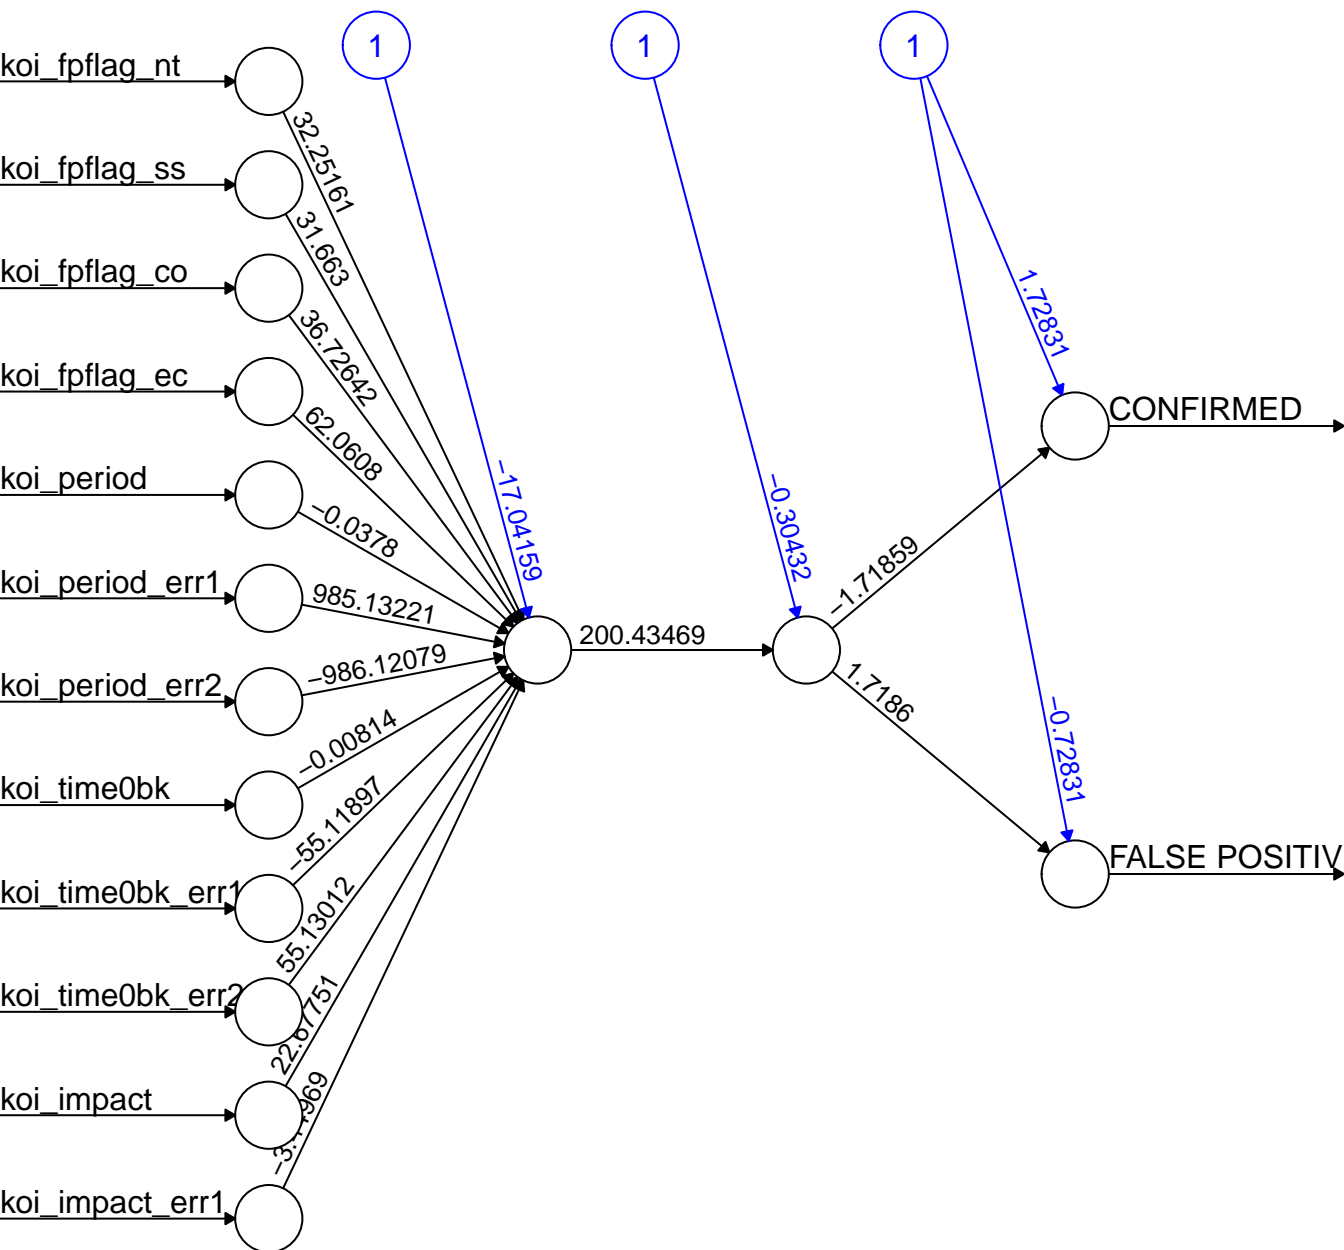 1
1
1
koi_fpflag_nt
32.25161
koi_fpflag_ss
31.663
koi_fpflag_co
36.72642
koi_fpflag_ec
62.0608
koi_period
−0.0378
koi_period_err1
985.13221
koi_period_err2
−986.12079
koi_time0bk
−0.00814
koi_time0bk_err1
−55.11897
koi_time0bk_err2
55.13012
koi_impact
22.67751
koi_impact_err1
−17.04159
200.43469
−0.30432
−1.71859
1.7186
1.72831
−0.72831
CONFIRMED
FALSE POSITIV